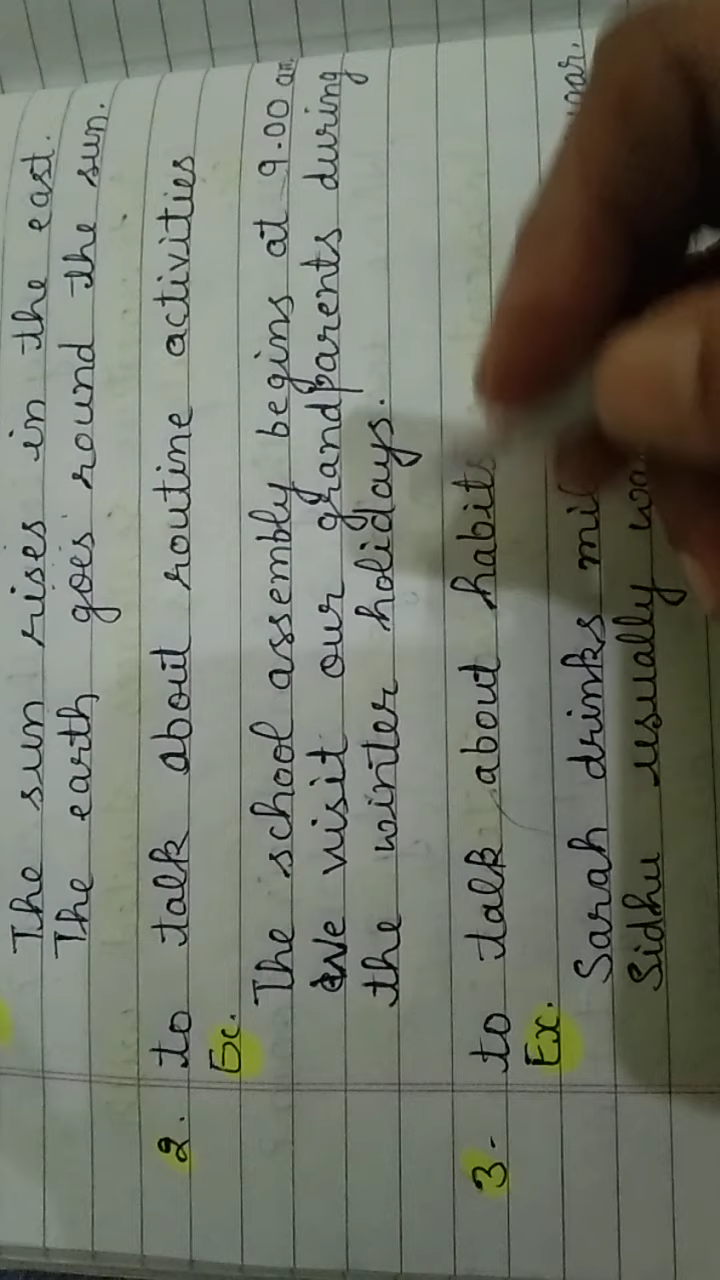 The sun rises in the east.
The earth goes round the sun.
2. to talk about routine activities
Ex.
The school assembly begins at 9.00 am
We visit our grandparents during
the winter holidays.
3. to talk about habits
Ex.
Sarah drinks
Sidhu usually